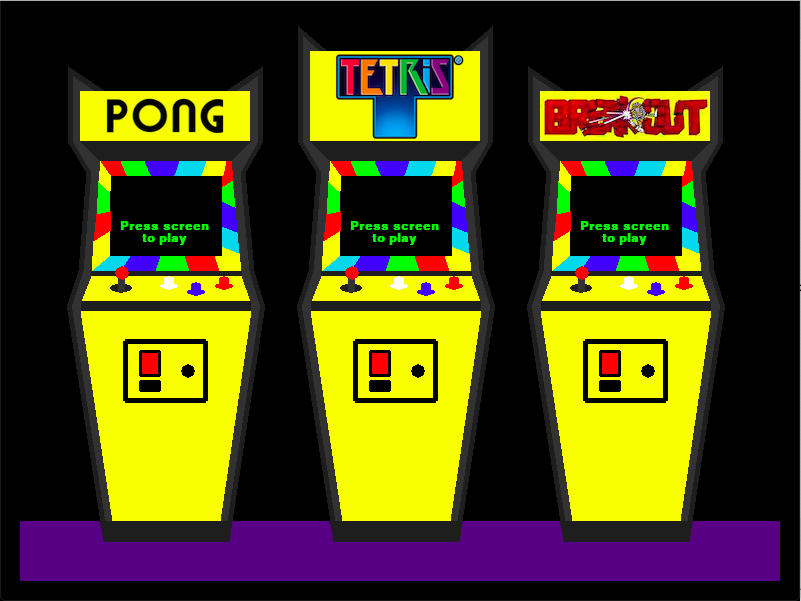 PONG
TETRIS®
BREAKOUT
Press screen
to play
Press screen
to play
Press screen
to play